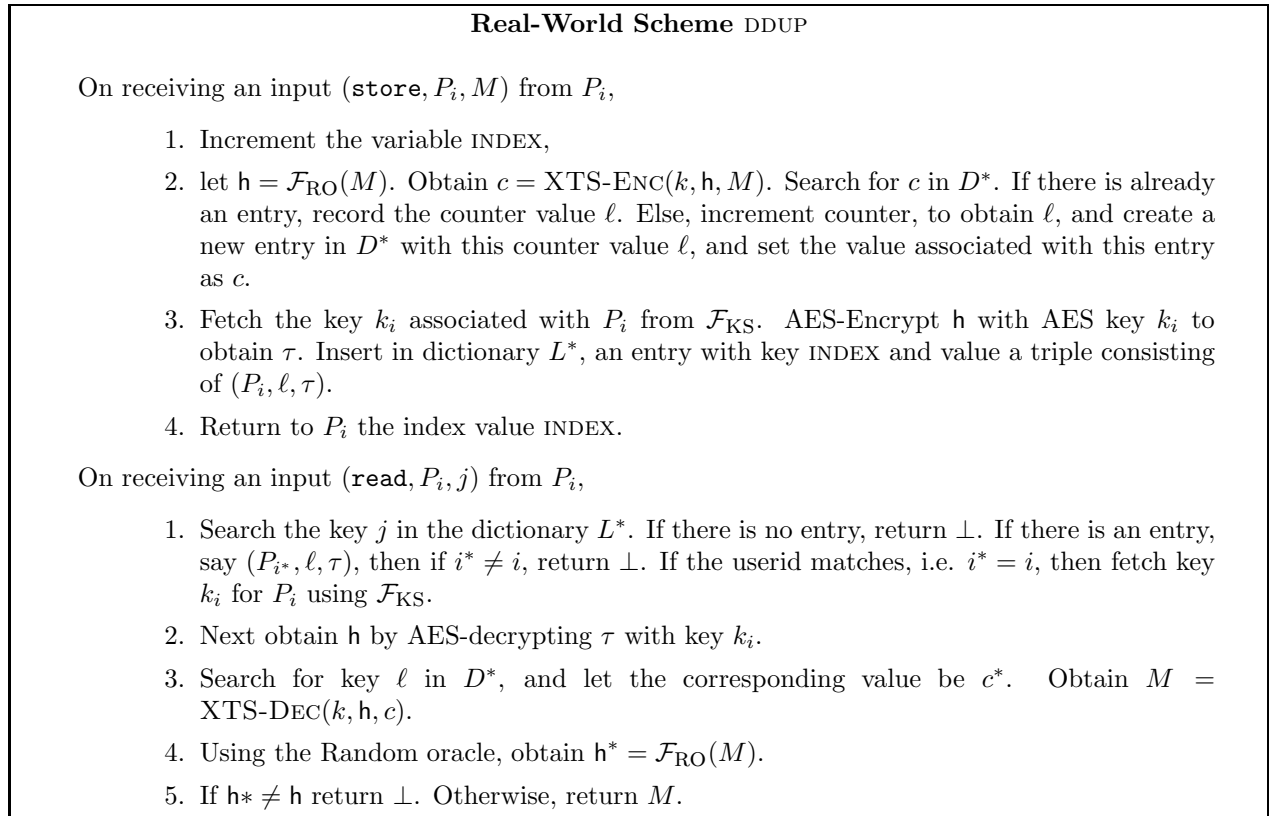 Real-World Scheme DDUP
On receiving an input (store, P_i, M) from P_i,
1. Increment the variable INDEX,
2. let h = F_RO(M). Obtain c = XTS-ENC(k, h, M). Search for c in D*. If there is already
an entry, record the counter value ℓ. Else, increment counter, to obtain ℓ, and create a
new entry in D* with this counter value ℓ, and set the value associated with this entry
as c.
3. Fetch the key k_i associated with P_i from F_KS. AES-Encrypt h with AES key k_i to
obtain τ. Insert in dictionary L*, an entry with key INDEX and value a triple consisting
of (P_i, ℓ, τ).
4. Return to P_i the index value INDEX.
On receiving an input (read, P_i, j) from P_i,
1. Search the key j in the dictionary L*. If there is no entry, return ⊥. If there is an entry,
say (P_i*, ℓ, τ), then if i* ≠ i, return ⊥. If the userid matches, i.e. i* = i, then fetch key
k_i for P_i using F_KS.
2. Next obtain h by AES-decrypting τ with key k_i.
3. Search for key ℓ in D*, and let the corresponding value be c*. Obtain M =
XTS-DEC(k, h, c).
4. Using the Random oracle, obtain h* = F_RO(M).
5. If h* ≠ h return ⊥. Otherwise, return M.